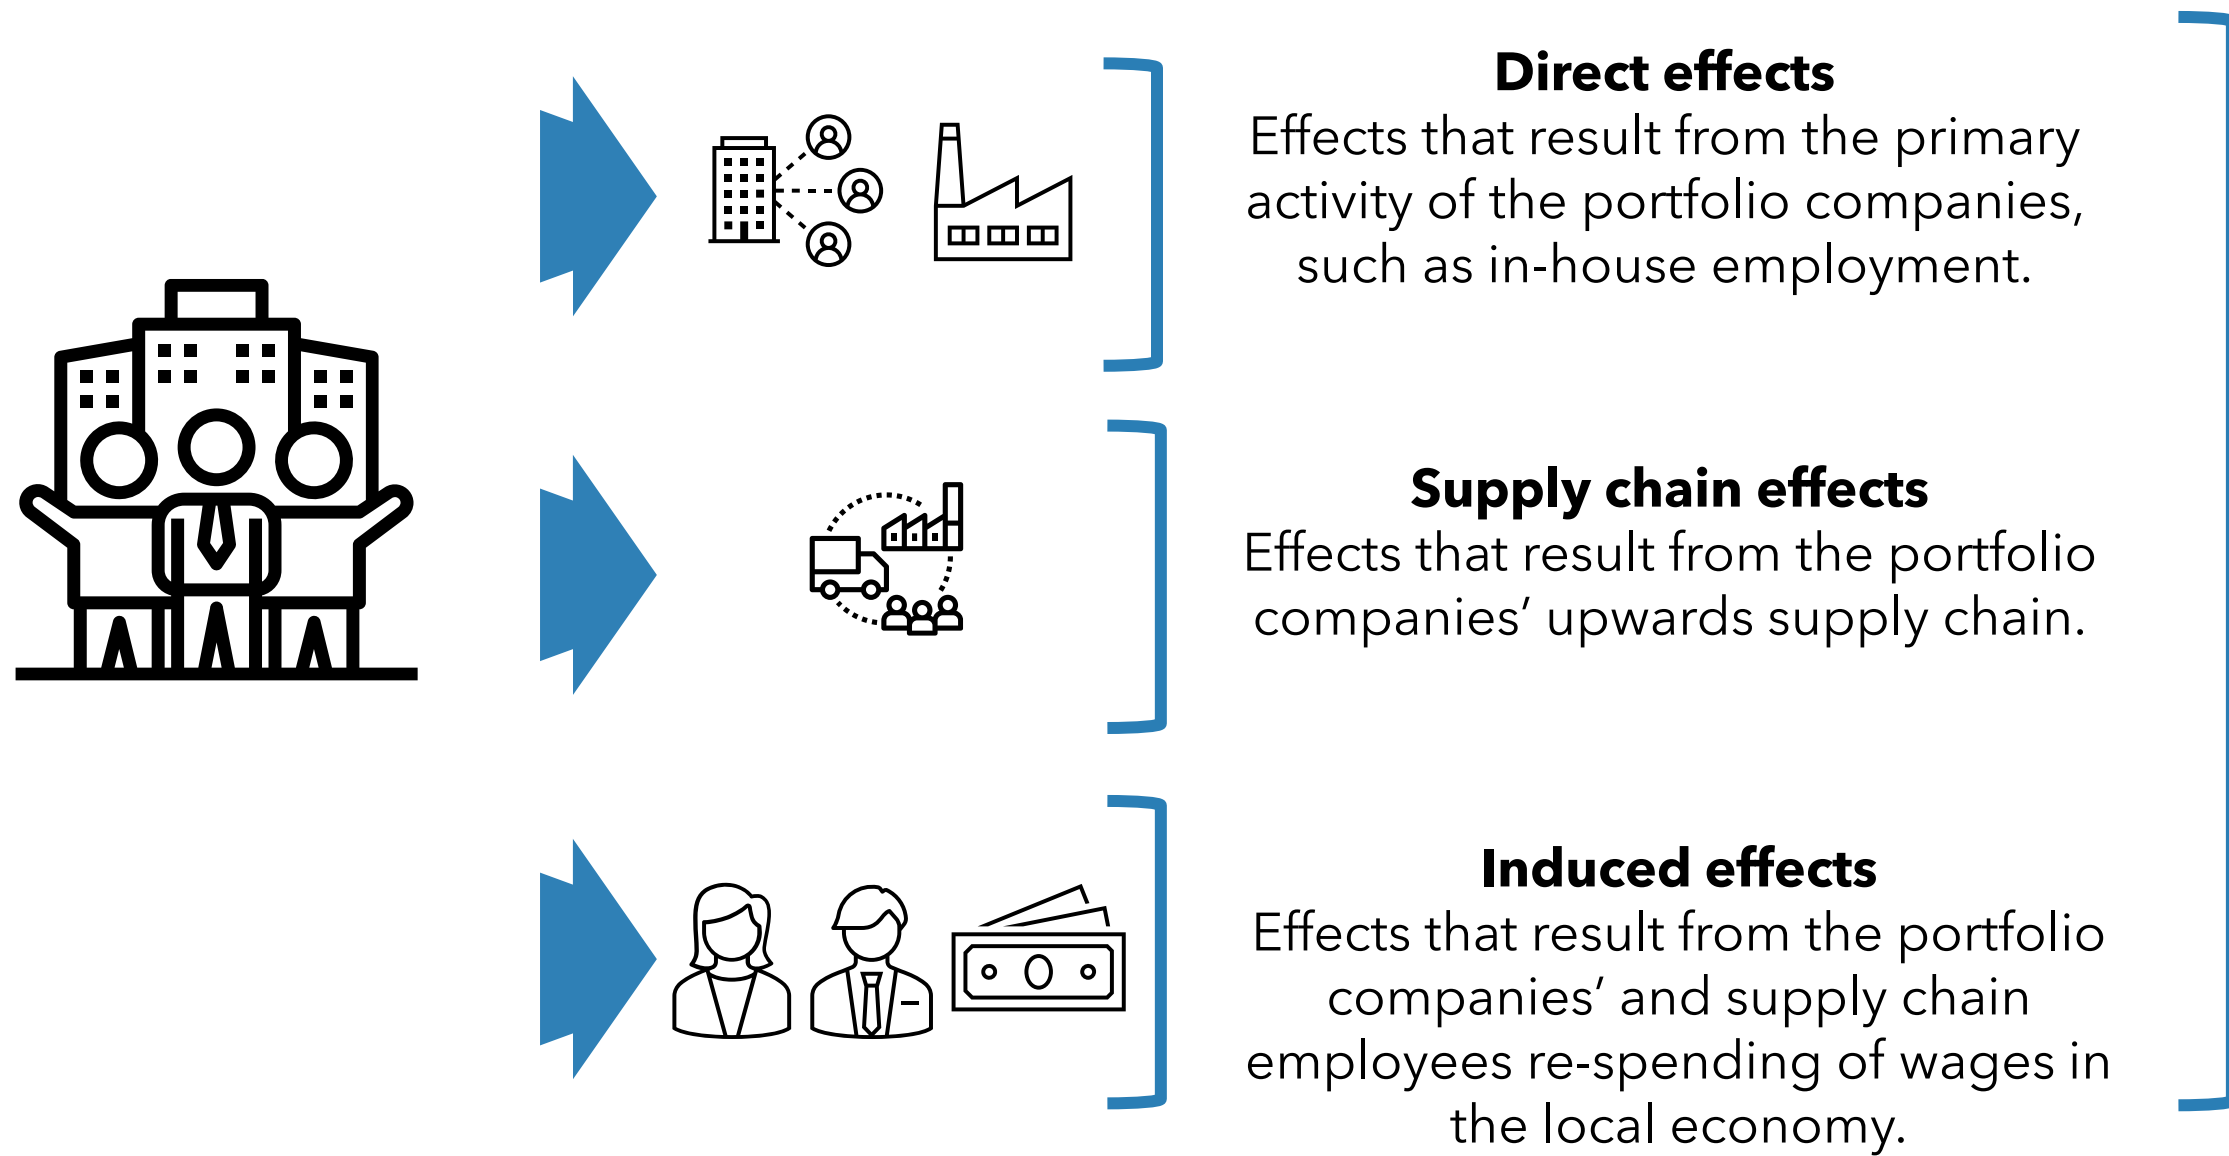 Direct effects
Effects that result from the primary
activity of the portfolio companies,
such as in-house employment.
Supply chain effects
Effects that result from the portfolio
companies’ upwards supply chain.
Induced effects
Effects that result from the portfolio
companies’ and supply chain
employees re-spending of wages in
the local economy.